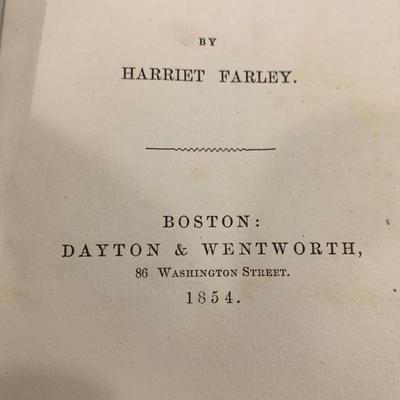 BY
HARRIET FARLEY.
BOSTON:
DAYTON & WENTWORTH,
86 WASHINGTON STREET.
1854.